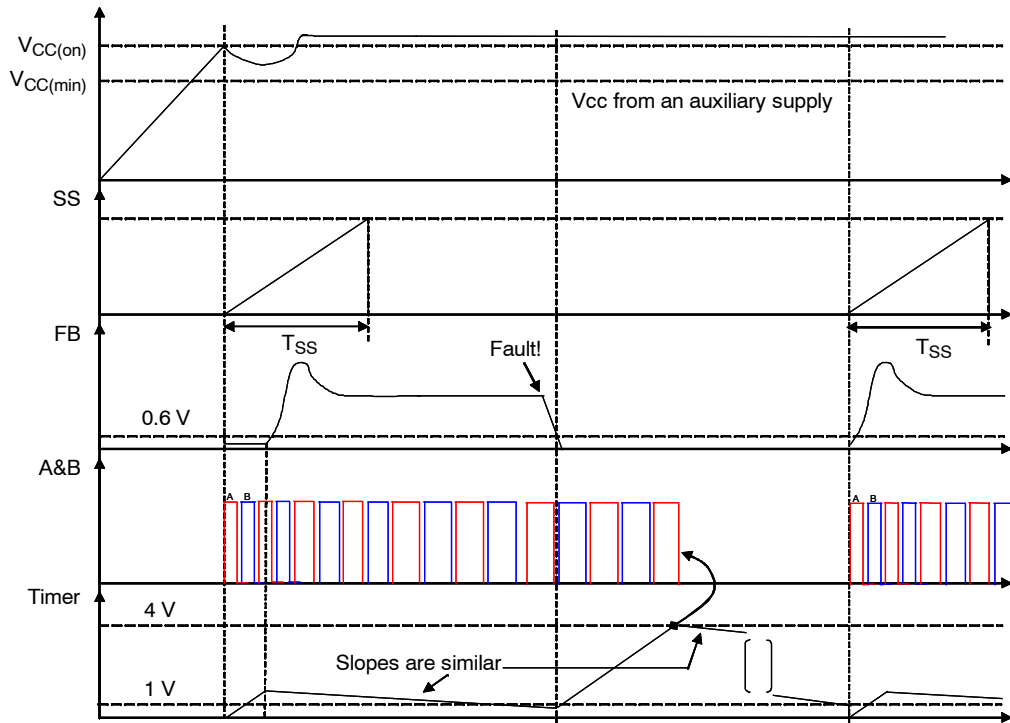 VCC(on)
VCC(min)
Vcc from an auxiliary supply
SS
FB
TSS
Fault!
TSS
0.6 V
A&B
A B
A B
Timer
4 V
Slopes are similar
1 V